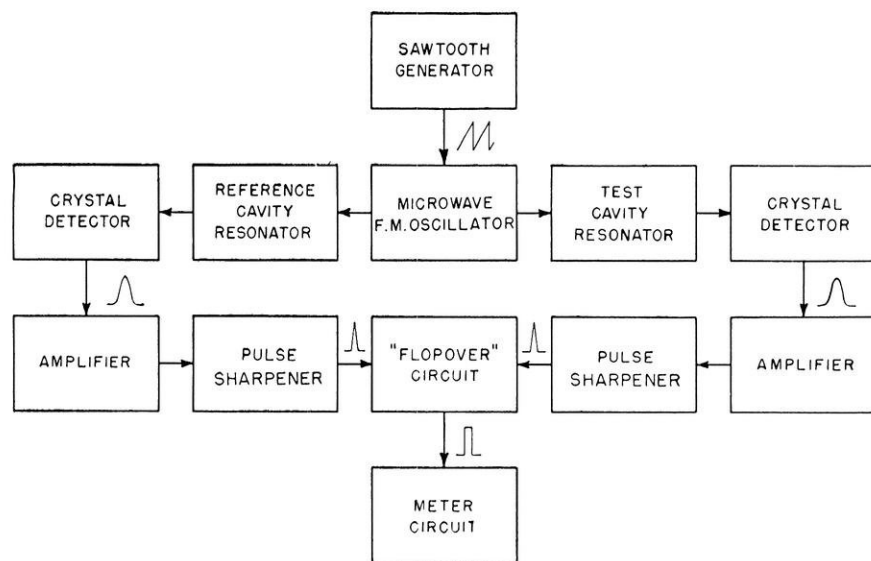 SAWTOOTH
GENERATOR
CRYSTAL
DETECTOR
REFERENCE
CAVITY
RESONATOR
MICROWAVE
F.M. OSCILLATOR
TEST
CAVITY
RESONATOR
CRYSTAL
DETECTOR
AMPLIFIER
PULSE
SHARPENER
"FLOPOVER"
CIRCUIT
PULSE
SHARPENER
AMPLIFIER
METER
CIRCUIT